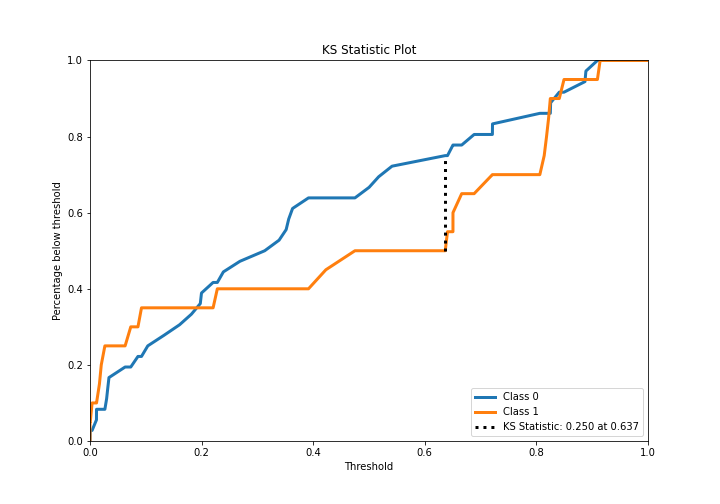 KS Statistic Plot
1.0
0.8
0.6
0.4
0.2
0.0
Percentage below threshold
Class 0
Class 1
KS Statistic: 0.250 at 0.637
0.0 0.2 0.4 0.6 0.8 1.0
Threshold